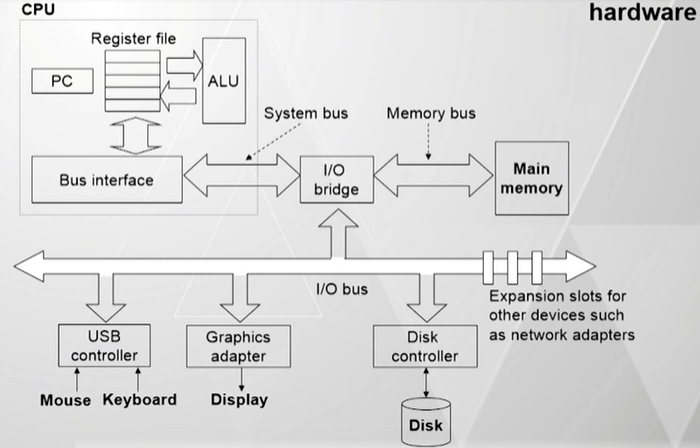 CPU
hardware
Register file
PC
ALU
System bus
Memory bus
Bus interface
I/O
bridge
Main
memory
I/O bus
Expansion slots for
other devices such
as network adapters
USB
controller
Graphics
adapter
Disk
controller
Mouse
Keyboard
Display
Disk